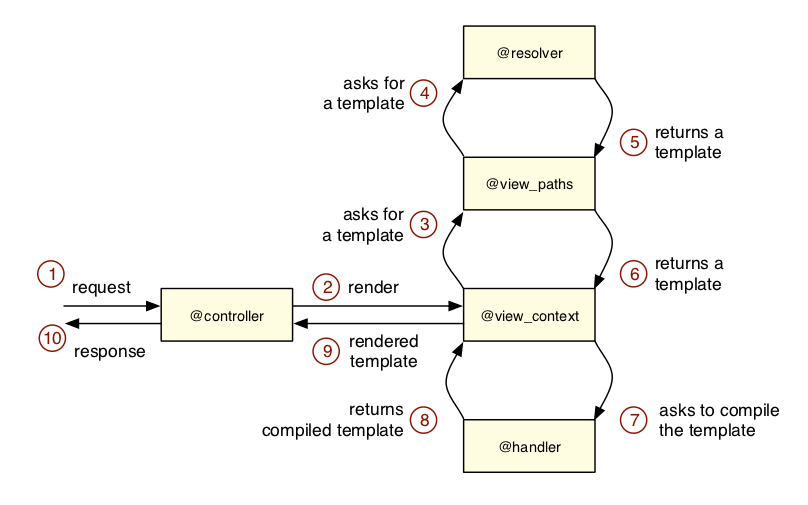 @resolver
asks for
a template
4
5
returns a
template
@view_paths
asks for
a template
3
6
returns a
template
1
request
2
render
@controller
@view_context
10
response
9
rendered
template
returns
compiled template
8
7
asks to compile
the template
@handler